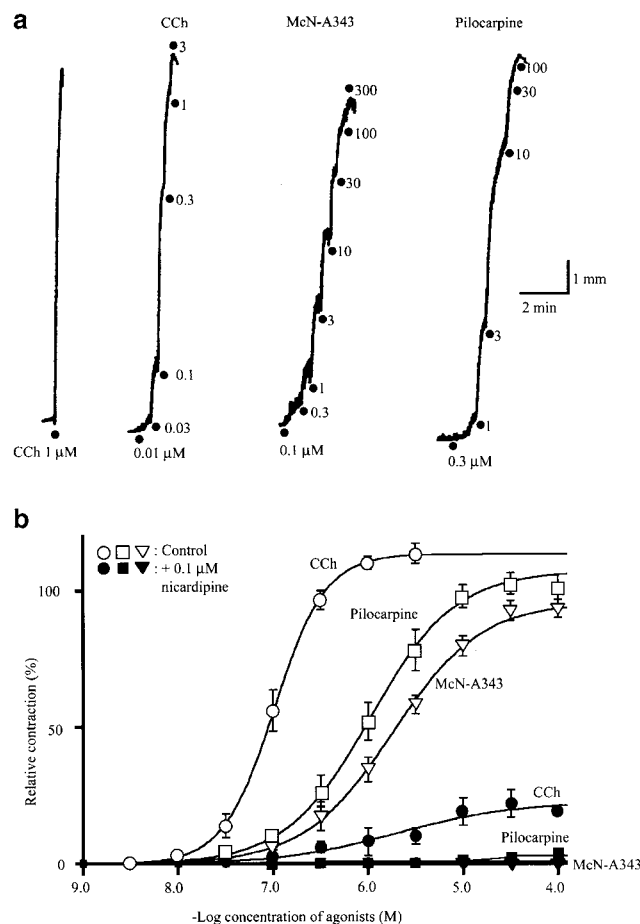 a
CCh
McN-A343
Pilocarpine
3
1
0.3
0.1
0.03
0.01 µM
CCh 1 µM
300
100
30
10
3
1
0.3
0.1 µM
100
30
10
3
1
0.3 µM
1 mm
2 min
b
: Control
: + 0.1 µM
nicardipine
CCh
Pilocarpine
McN-A343
CCh
Pilocarpine
McN-A343
Relative contraction (%)
100
50
0
9.0 8.0 7.0 6.0 5.0 4.0
-Log concentration of agonists (M)